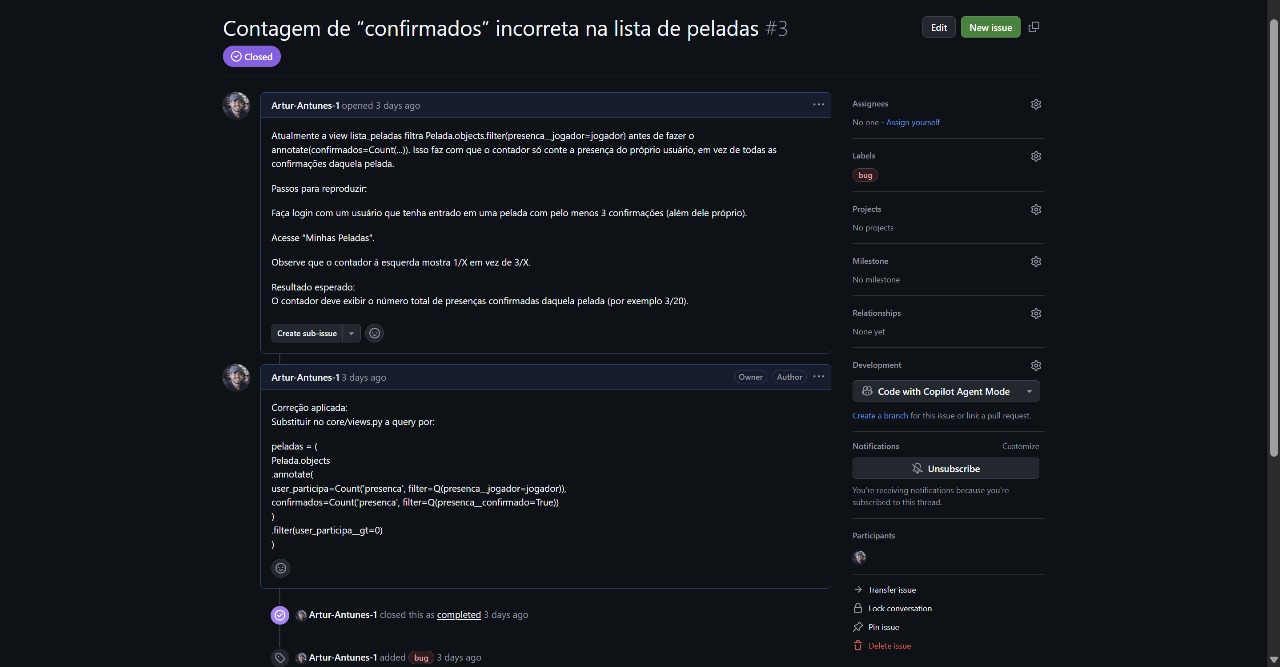 Contagem de “confirmados” incorreta na lista de peladas #3
Edit
New issue
Closed
Artur-Antunes-1 opened 3 days ago
Atualmente a view lista_peladas filtra Pelada.objects.filter(presenca__jogador=jogador) antes de fazer o
annotate(confirmados=Count(...)). Isso faz com que o contador só conte a presença do próprio usuário, em vez de todas as
confirmações daquela pelada.
Passos para reproduzir:
Faça login com um usuário que tenha entrado em uma pelada com pelo menos 3 confirmações (além dele próprio).
Acesse “Minhas Peladas”.
Observe que o contador à esquerda mostra 1/X em vez de 3/X.
Resultado esperado:
O contador deve exibir o número total de presenças confirmadas daquela pelada (por exemplo 3/20).
Create sub-issue
Artur-Antunes-1 3 days ago
Owner
Author
Correção aplicada:
Substituir no core/views.py a query por:
peladas = (
Pelada.objects
.annotate(
user_participa=Count('presenca', filter=Q(presenca__jogador=jogador)),
confirmados=Count('presenca', filter=Q(presenca__confirmado=True))
)
.filter(user_participa__gt=0)
)
Artur-Antunes-1 closed this as completed 3 days ago
Artur-Antunes-1 added bug 3 days ago
Assignees
No one - Assign yourself
Labels
bug
Projects
No projects
Milestone
No milestone
Relationships
None yet
Development
Code with Copilot Agent Mode
Create a branch for this issue or link a pull request.
Notifications
Customize
Unsubscribe
You're receiving notifications because you're
subscribed to this thread.
Participants
Transfer issue
Lock conversation
Pin issue
Delete issue